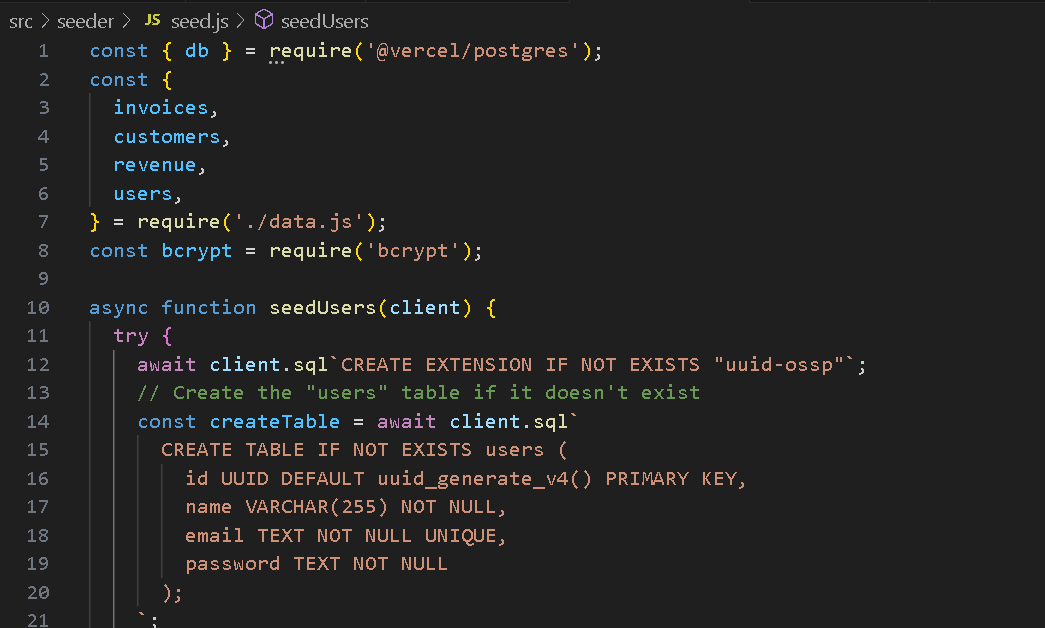 src > seeder > JS seed.js > seedUsers
1 const { db } = require('@vercel/postgres');
2 const {
3   invoices,
4   customers,
5   revenue,
6   users,
7 } = require('./data.js');
8 const bcrypt = require('bcrypt');
9
10 async function seedUsers(client) {
11   try {
12     await client.sql`CREATE EXTENSION IF NOT EXISTS "uuid-ossp"`;
13     // Create the "users" table if it doesn't exist
14     const createTable = await client.sql`
15       CREATE TABLE IF NOT EXISTS users (
16         id UUID DEFAULT uuid_generate_v4() PRIMARY KEY,
17         name VARCHAR(255) NOT NULL,
18         email TEXT NOT NULL UNIQUE,
19         password TEXT NOT NULL
20       );
21     `;